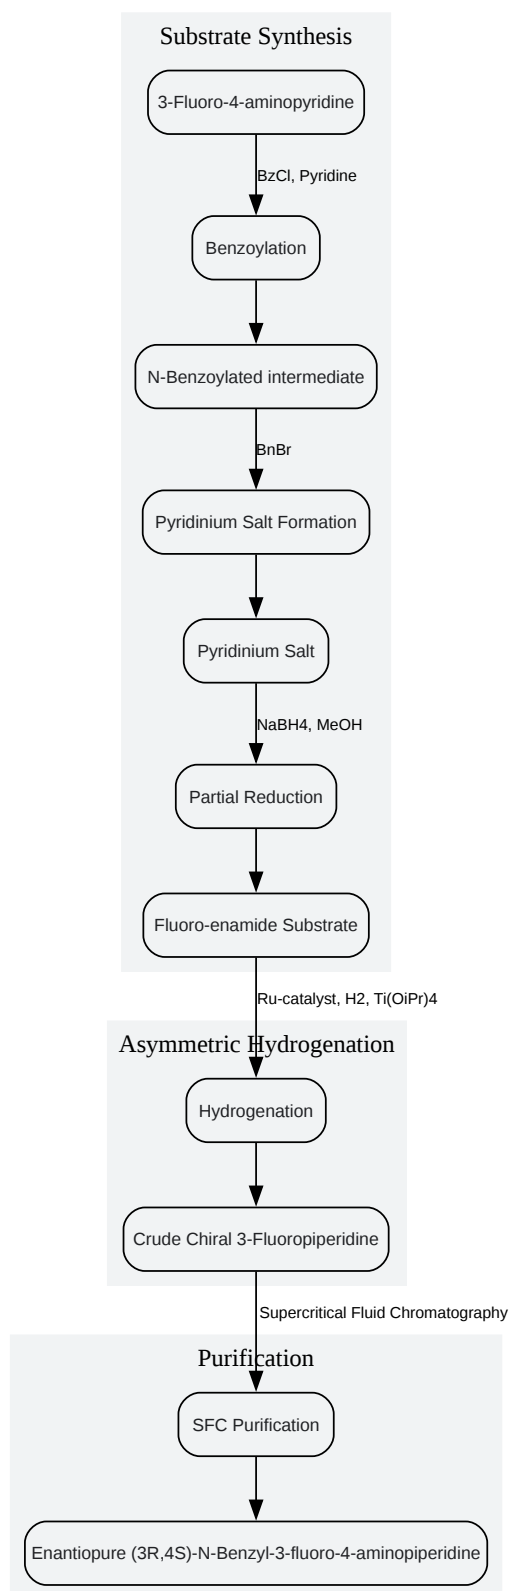 Substrate Synthesis
3-Fluoro-4-aminopyridine
BzCl, Pyridine
Benzoylation
N-Benzoylated intermediate
BnBr
Pyridinium Salt Formation
Pyridinium Salt
NaBH4, MeOH
Partial Reduction
Fluoro-enamide Substrate
Ru-catalyst, H2, Ti(OiPr)4
Asymmetric Hydrogenation
Hydrogenation
Crude Chiral 3-Fluoropiperidine
Supercritical Fluid Chromatography
Purification
SFC Purification
Enantiopure (3R,4S)-N-Benzyl-3-fluoro-4-aminopiperidine